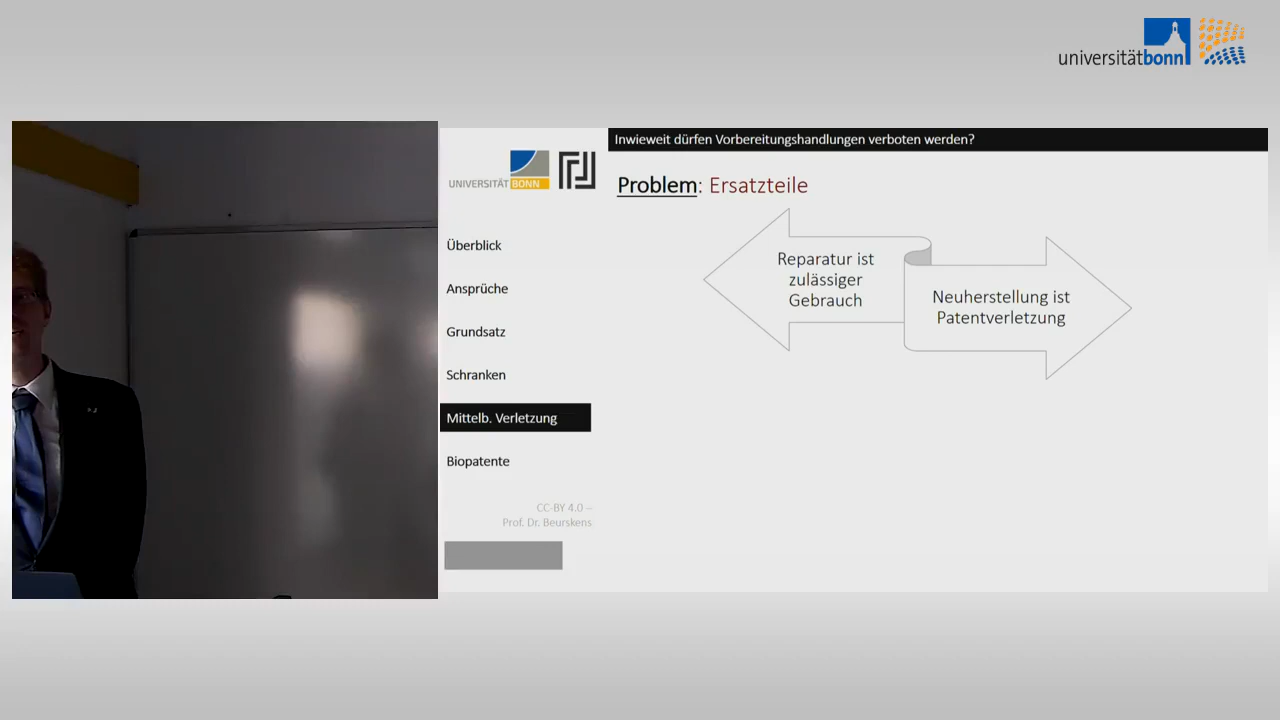 universitätbonn
Inwieweit dürfen Vorbereitungshandlungen verboten werden?
UNIVERSITÄT BONN
Problem: Ersatzteile
Überblick
Ansprüche
Grundsatz
Schranken
Mittelb. Verletzung
Biopatente
CC-BY 4.0 –
Prof. Dr. Beurskens
Reparatur ist
zulässiger
Gebrauch
Neuherstellung ist
Patentverletzung